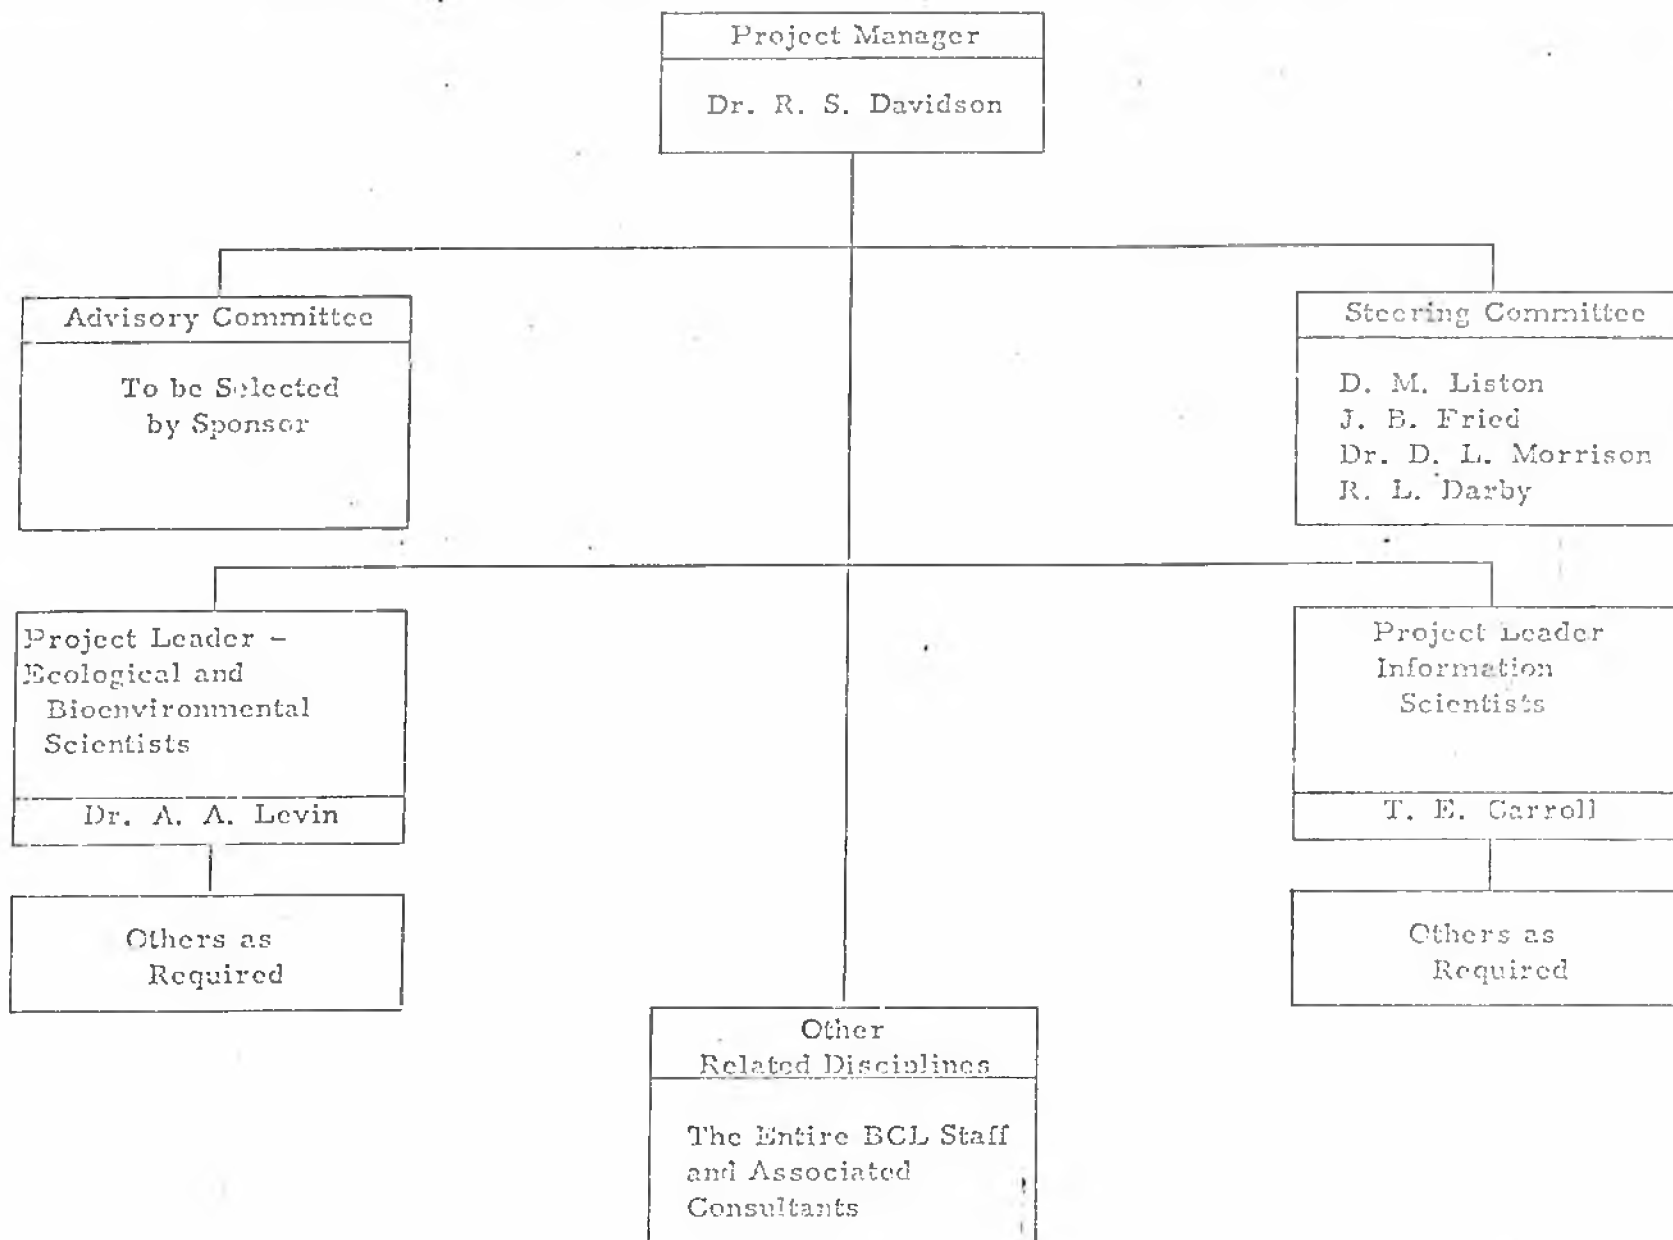 Project Manager
Dr. R. S. Davidson
Advisory Committee
To be Selected
by Sponsor
Steering Committee
D. M. Liston
J. B. Fried
Dr. D. L. Morrison
R. L. Darby
Project Leader –
Ecological and
Bioenvironmental
Scientists
Dr. A. A. Levin
Project Leader
Information
Scientists
T. E. Carroll
Others as
Required
Others as
Required
Other
Related Disciplines
The Entire BCL Staff
and Associated
Consultants